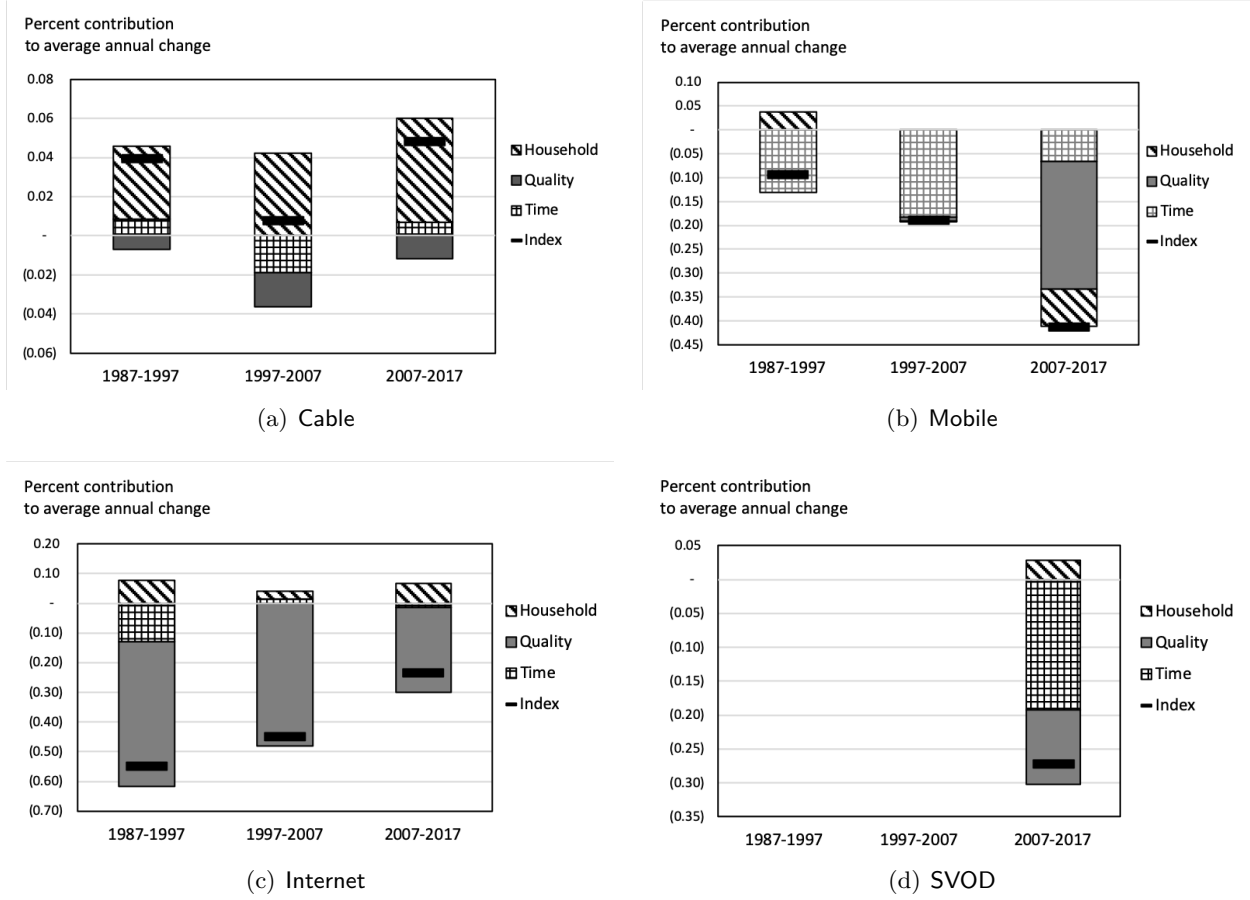 Percent contribution
to average annual change
0.08
0.06
0.04
0.02
-
(0.02)
(0.04)
(0.06)
1987-1997 1997-2007 2007-2017
Household
Quality
Time
Index
(a) Cable
Percent contribution
to average annual change
0.10
0.05
-
(0.05)
(0.10)
(0.15)
(0.20)
(0.25)
(0.30)
(0.35)
(0.40)
(0.45)
1987-1997 1997-2007 2007-2017
Household
Quality
Time
Index
(b) Mobile
Percent contribution
to average annual change
0.20
0.10
-
(0.10)
(0.20)
(0.30)
(0.40)
(0.50)
(0.60)
(0.70)
1987-1997 1997-2007 2007-2017
Household
Quality
Time
Index
(c) Internet
Percent contribution
to average annual change
0.05
-
(0.05)
(0.10)
(0.15)
(0.20)
(0.25)
(0.30)
(0.35)
1987-1997 1997-2007 2007-2017
Household
Quality
Time
Index
(d) SVOD